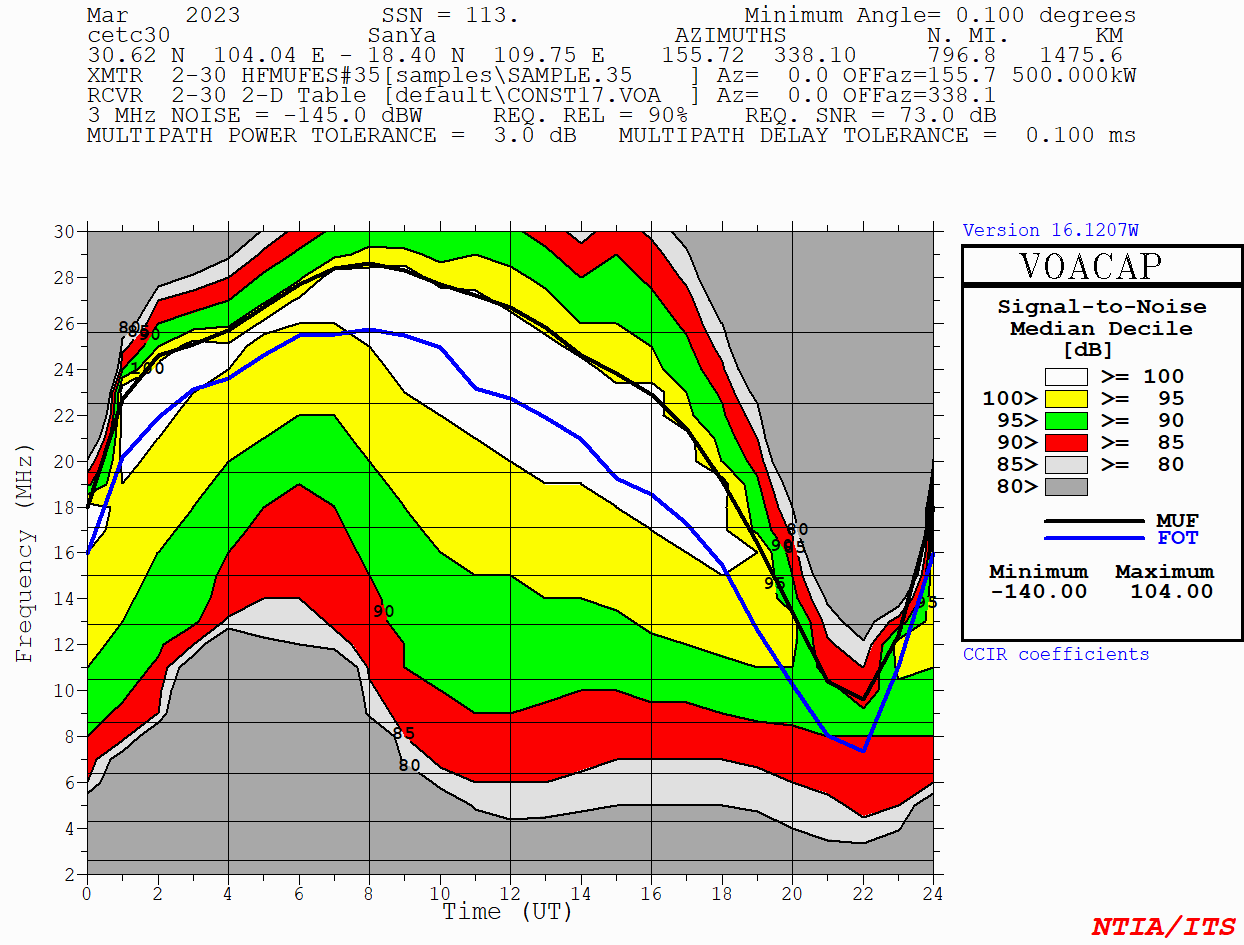 Mar    2023          SSN = 113.                Minimum Angle= 0.100 degrees
cetc30              SanYa                 AZIMUTHS          N. MI.      KM
30.62 N  104.04 E - 18.40 N  109.75 E    155.72  338.10     796.8   1475.6
XMTR  2-30 HFMUFES#35[samples\SAMPLE.35    ] Az=  0.0 OFFaz=155.7 500.000kW
RCVR  2-30 2-D Table [default\CONST17.VOA  ] Az=  0.0 OFFaz=338.1
3 MHz NOISE = -145.0 dBW     REQ. REL = 90%    REQ. SNR = 73.0 dB
MULTIPATH POWER TOLERANCE =  3.0 dB   MULTIPATH DELAY TOLERANCE =  0.100 ms
Version 16.1207W
VOACAP
Signal-to-Noise
Median Decile
[dB]
>= 100
100> >= 95
95> >= 90
90> >= 85
85> >= 80
80>
MUF
FOT
Minimum Maximum
-140.00 104.00
CCIR coefficients
Frequency (MHz)
30
28
26
24
22
20
18
16
14
12
10
8
6
4
2
80
85
90
100
80
90
85
95
95
90
85
80
0 2 4 6 8 10 12 14 16 18 20 22 24
Time (UT)
NTIA/ITS